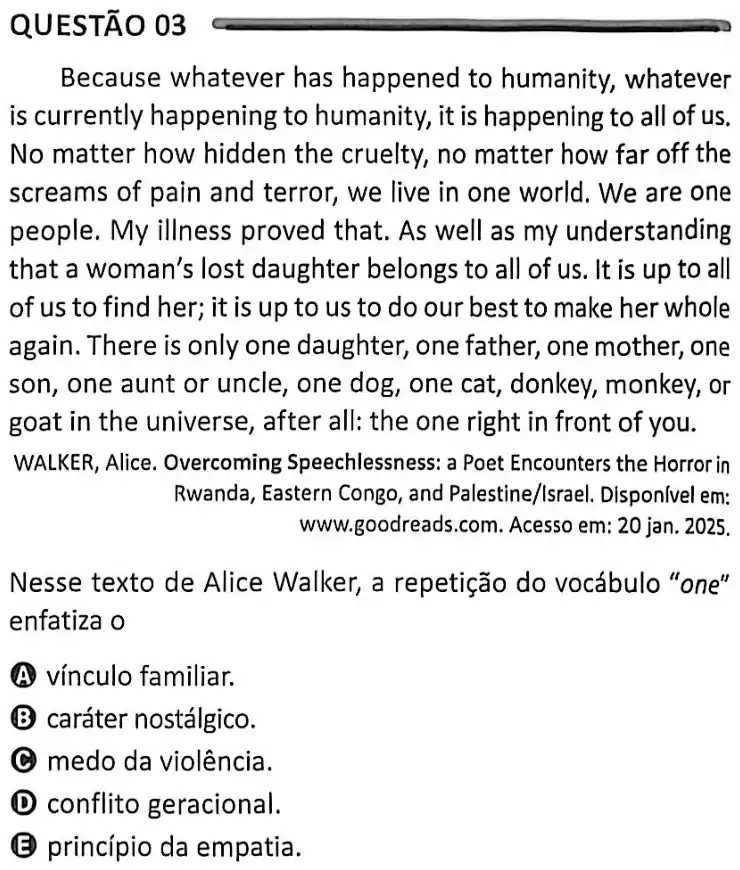 QUESTÃO 03
Because whatever has happened to humanity, whatever
is currently happening to humanity, it is happening to all of us.
No matter how hidden the cruelty, no matter how far off the
screams of pain and terror, we live in one world. We are one
people. My illness proved that. As well as my understanding
that a woman's lost daughter belongs to all of us. It is up to all
of us to find her; it is up to us to do our best to make her whole
again. There is only one daughter, one father, one mother, one
son, one aunt or uncle, one dog, one cat, donkey, monkey, or
goat in the universe, after all: the one right in front of you.
WALKER, Alice. Overcoming Speechlessness: a Poet Encounters the Horror in
Rwanda, Eastern Congo, and Palestine/Israel. Disponível em:
www.goodreads.com. Acesso em: 20 jan. 2025.
Nesse texto de Alice Walker, a repetição do vocábulo "one"
enfatiza o
A vínculo familiar.
B caráter nostálgico.
C medo da violência.
D conflito geracional.
E princípio da empatia.